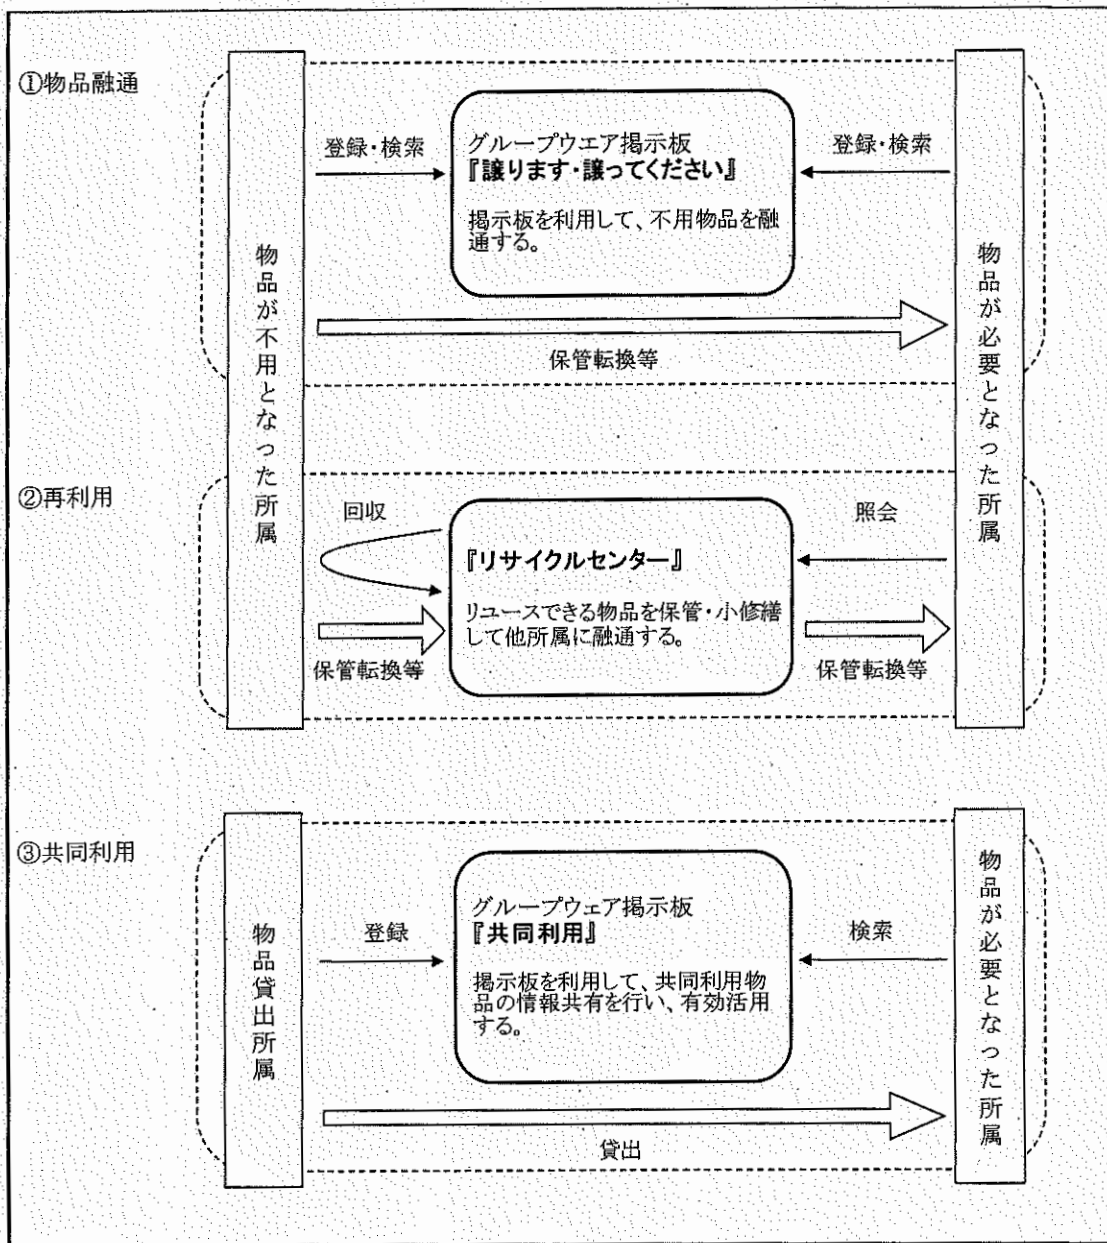 ①物品融通
物品が不用となった所属
登録・検索
グループウエア掲示板
『譲ります・譲ってください』
掲示板を利用して、不用物品を融
通する。
登録・検索
物品が必要となった所属
保管転換等
②再利用
回収
『リサイクルセンター』
リユースできる物品を保管・小修繕
して他所属に融通する。
照会
保管転換等
保管転換等
③共同利用
物品貸出所属
登録
グループウェア掲示板
『共同利用』
掲示板を利用して、共同利用物
品の情報共有を行い、有効活用
する。
検索
物品が必要となった所属
貸出